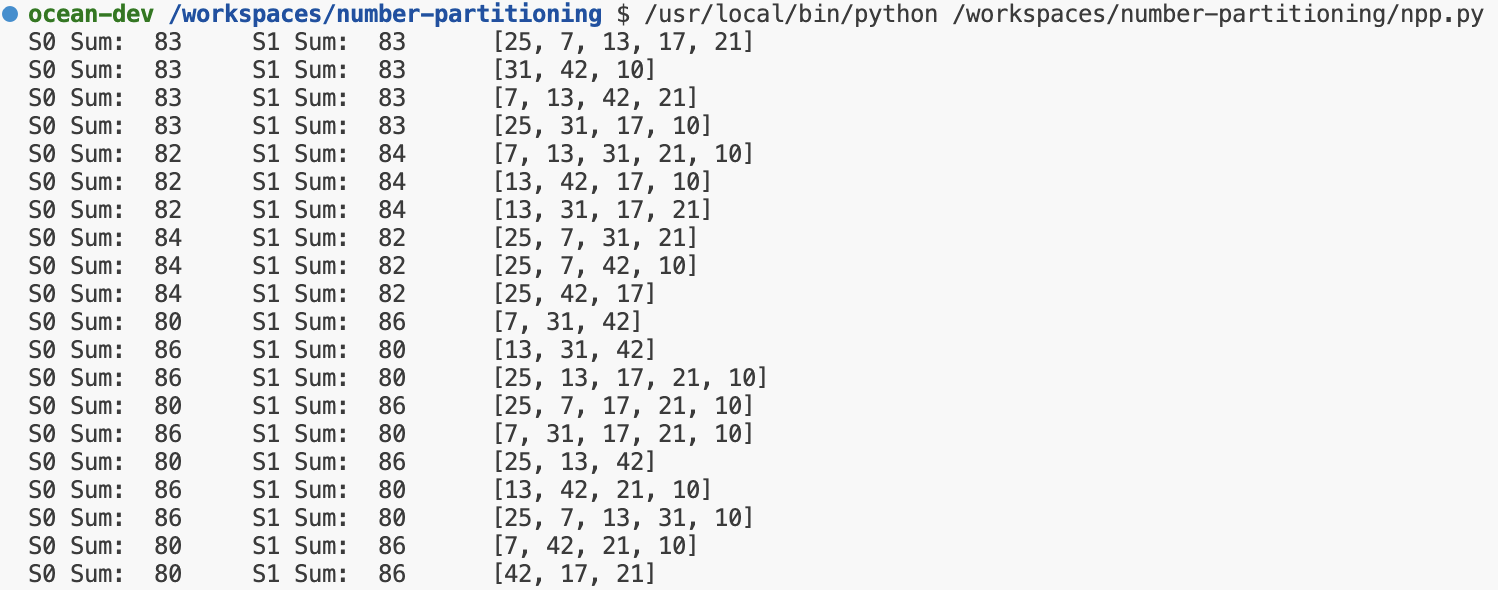 ocean-dev /workspaces/number-partitioning $ /usr/local/bin/python /workspaces/number-partitioning/npp.py
S0 Sum:  83     S1 Sum:  83      [25, 7, 13, 17, 21]
S0 Sum:  83     S1 Sum:  83      [31, 42, 10]
S0 Sum:  83     S1 Sum:  83      [7, 13, 42, 21]
S0 Sum:  83     S1 Sum:  83      [25, 31, 17, 10]
S0 Sum:  82     S1 Sum:  84      [7, 13, 31, 21, 10]
S0 Sum:  82     S1 Sum:  84      [13, 42, 17, 10]
S0 Sum:  82     S1 Sum:  84      [13, 31, 17, 21]
S0 Sum:  84     S1 Sum:  82      [25, 7, 31, 21]
S0 Sum:  84     S1 Sum:  82      [25, 7, 42, 10]
S0 Sum:  84     S1 Sum:  82      [25, 42, 17]
S0 Sum:  80     S1 Sum:  86      [7, 31, 42]
S0 Sum:  86     S1 Sum:  80      [13, 31, 42]
S0 Sum:  86     S1 Sum:  80      [25, 13, 17, 21, 10]
S0 Sum:  80     S1 Sum:  86      [25, 7, 17, 21, 10]
S0 Sum:  86     S1 Sum:  80      [7, 31, 17, 21, 10]
S0 Sum:  80     S1 Sum:  86      [25, 13, 42]
S0 Sum:  86     S1 Sum:  80      [13, 42, 21, 10]
S0 Sum:  86     S1 Sum:  80      [25, 7, 13, 31, 10]
S0 Sum:  80     S1 Sum:  86      [7, 42, 21, 10]
S0 Sum:  80     S1 Sum:  86      [42, 17, 21]